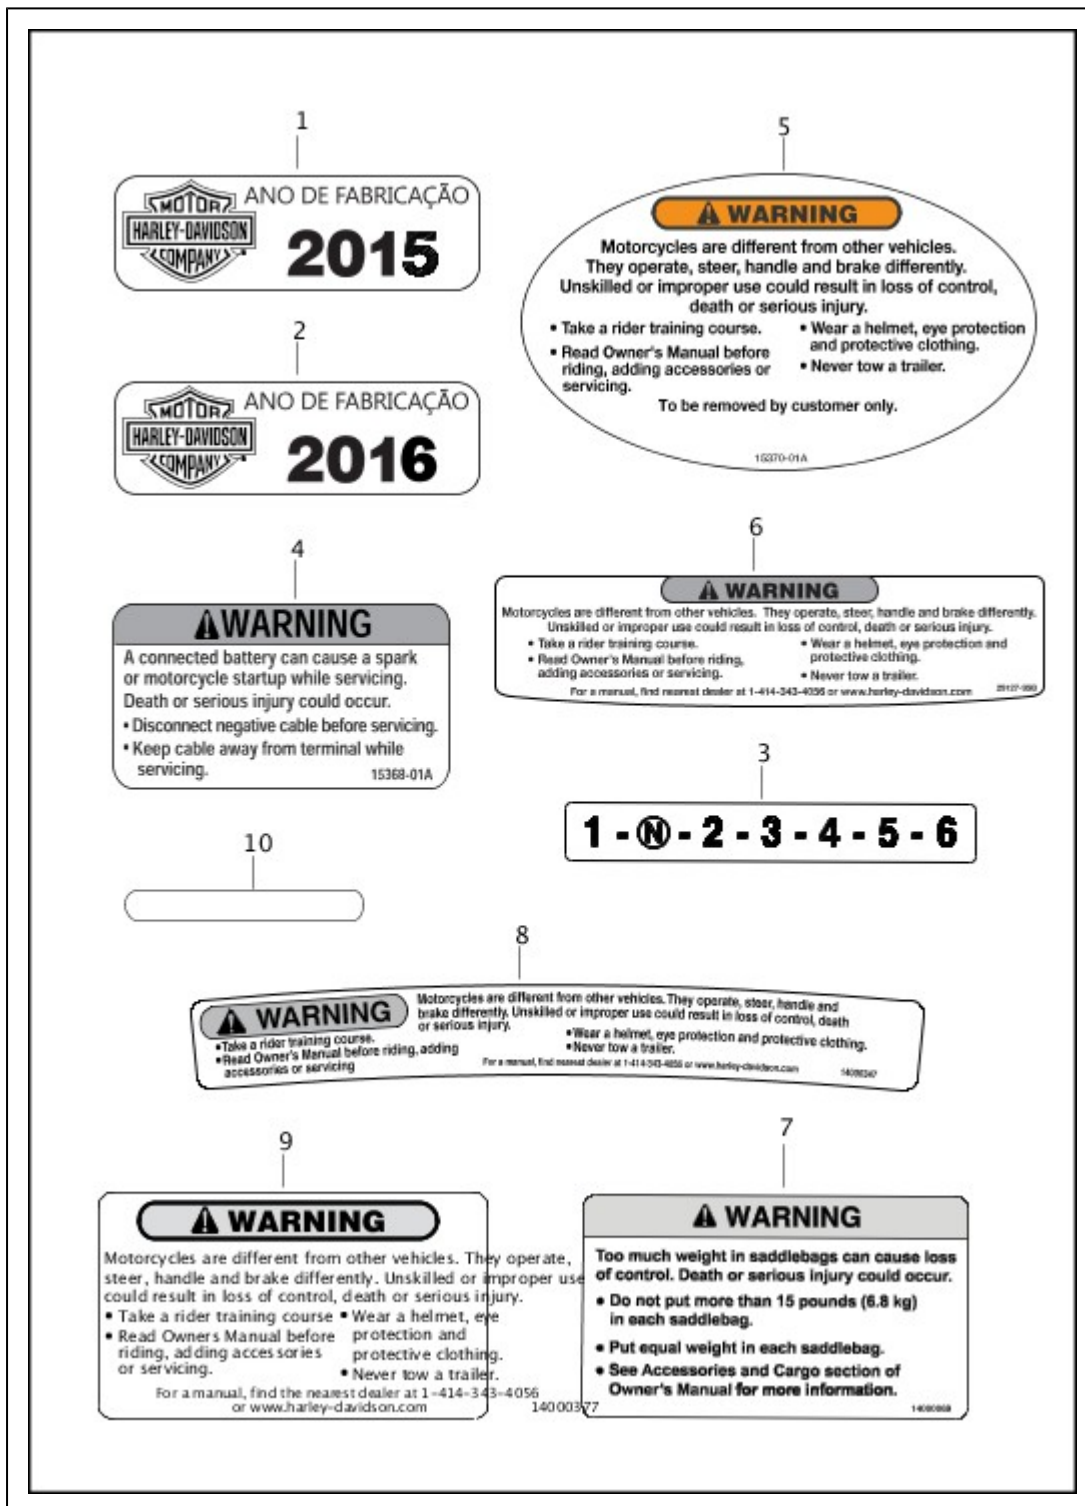 1
MOTOR
HARLEY-DAVIDSON
COMPANY
ANO DE FABRICAÇÃO
2015
2
MOTOR
HARLEY-DAVIDSON
COMPANY
ANO DE FABRICAÇÃO
2016
4
WARNING
A connected battery can cause a spark
or motorcycle startup while servicing.
Death or serious injury could occur.
• Disconnect negative cable before servicing.
• Keep cable away from terminal while
servicing.
15368-01A
5
WARNING
Motorcycles are different from other vehicles.
They operate, steer, handle and brake differently.
Unskilled or improper use could result in loss of control,
death or serious injury.
• Take a rider training course.
• Read Owner's Manual before
riding, adding accessories or
servicing.
• Wear a helmet, eye protection
and protective clothing.
• Never tow a trailer.
To be removed by customer only.
15370-01A
6
WARNING
Motorcycles are different from other vehicles. They operate, steer, handle and brake differently.
Unskilled or improper use could result in loss of control, death or serious injury.
• Take a rider training course.
• Read Owner's Manual before riding,
adding accessories or servicing.
• Wear a helmet, eye protection and
protective clothing.
• Never tow a trailer.
For a manual, find nearest dealer at 1-414-343-4056 or www.harley-davidson.com
3
1 - N - 2 - 3 - 4 - 5 - 6
10
8
WARNING
• Take a rider training course.
• Read Owner's Manual before riding, adding
accessories or servicing
Motorcycles are different from other vehicles. They operate, steer, handle and
brake differently. Unskilled or improper use could result in loss of control, death
or serious injury.
• Wear a helmet, eye protection and protective clothing.
• Never tow a trailer.
For a manual, find nearest dealer at 1-414-343-4056 or www.harley-davidson.com
14000347
9
WARNING
Motorcycles are different from other vehicles. They operate,
steer, handle and brake differently. Unskilled or improper use
could result in loss of control, death or serious injury.
• Take a rider training course
• Read Owners Manual before
riding, adding accessories
or servicing.
• Wear a helmet, eye
protection and
protective clothing.
• Never tow a trailer.
For a manual, find the nearest dealer at 1-414-343-4056
or www.harley-davidson.com
14000377
7
WARNING
Too much weight in saddlebags can cause loss
of control. Death or serious injury could occur.
• Do not put more than 15 pounds (6.8 kg)
in each saddlebag.
• Put equal weight in each saddlebag.
• See Accessories and Cargo section of
Owner's Manual for more information.